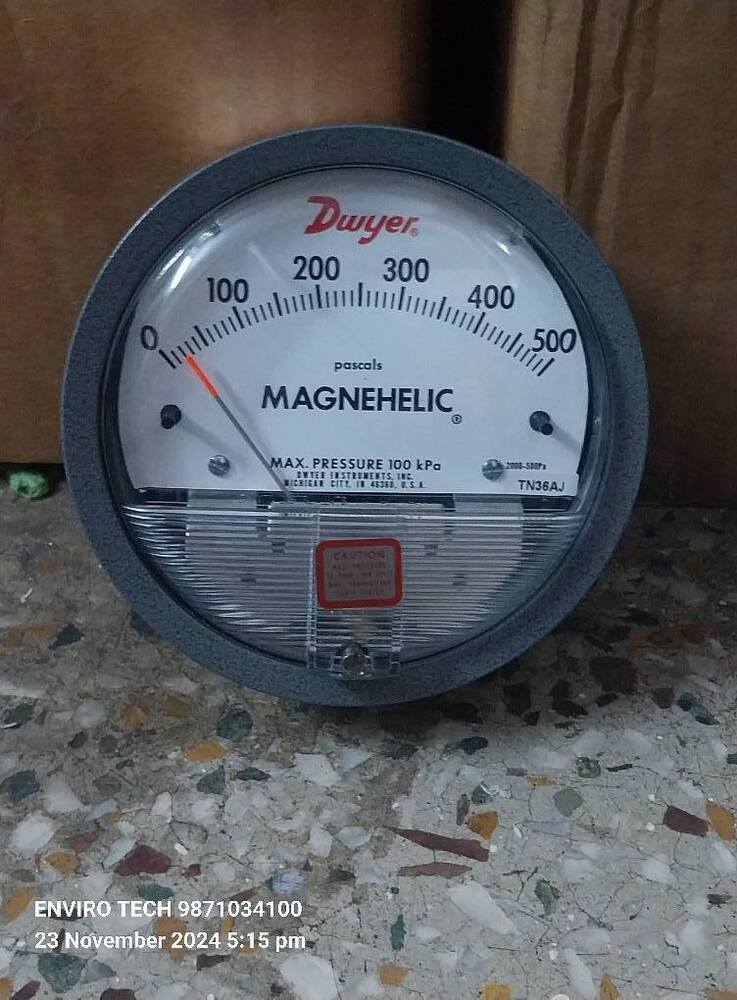 Dwyer®
0 100 200 300 400 500
pascals
MAGNEHELIC®
MAX. PRESSURE 100 kPa
DWYER INSTRUMENTS, INC.
MICHIGAN CITY, IN 46360, U.S.A.
2000-500Pa
TN36AJ
CAUTION
ENVIRO TECH 9871034100
23 November 2024 5:15 pm